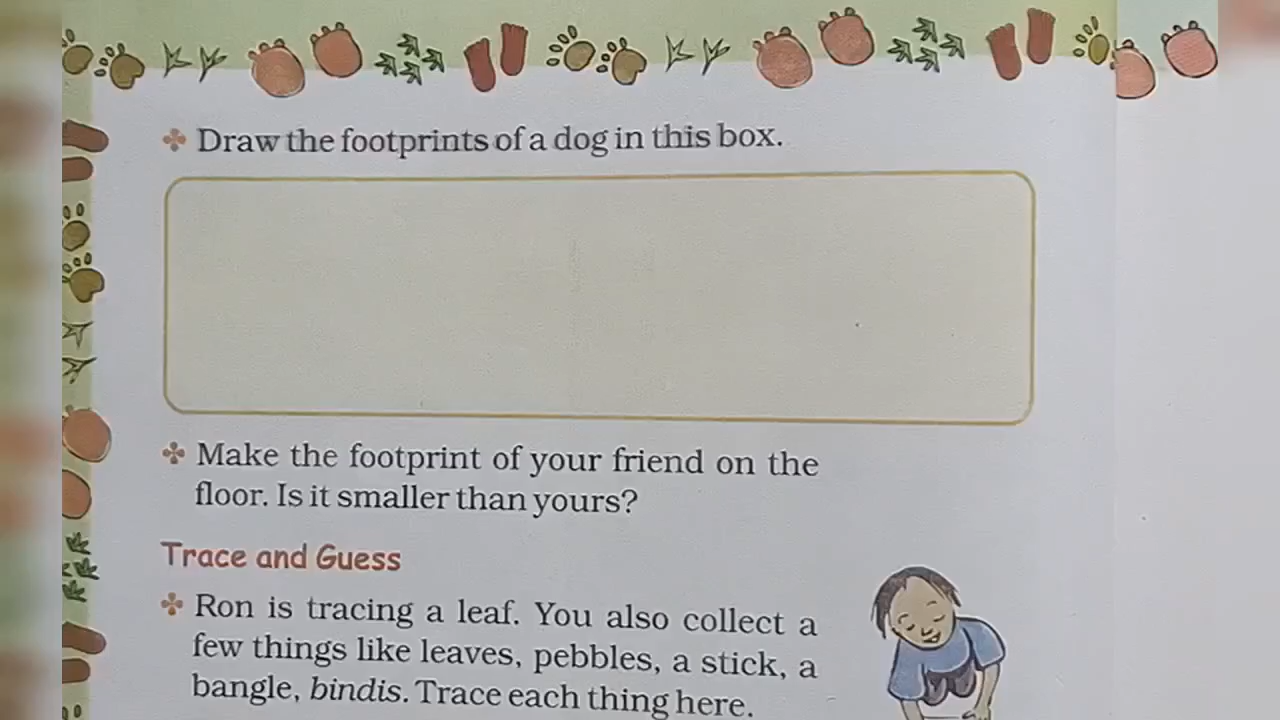 Draw the footprints of a dog in this box.
Make the footprint of your friend on the
floor. Is it smaller than yours?
Trace and Guess
Ron is tracing a leaf. You also collect a
few things like leaves, pebbles, a stick, a
bangle, bindis. Trace each thing here.